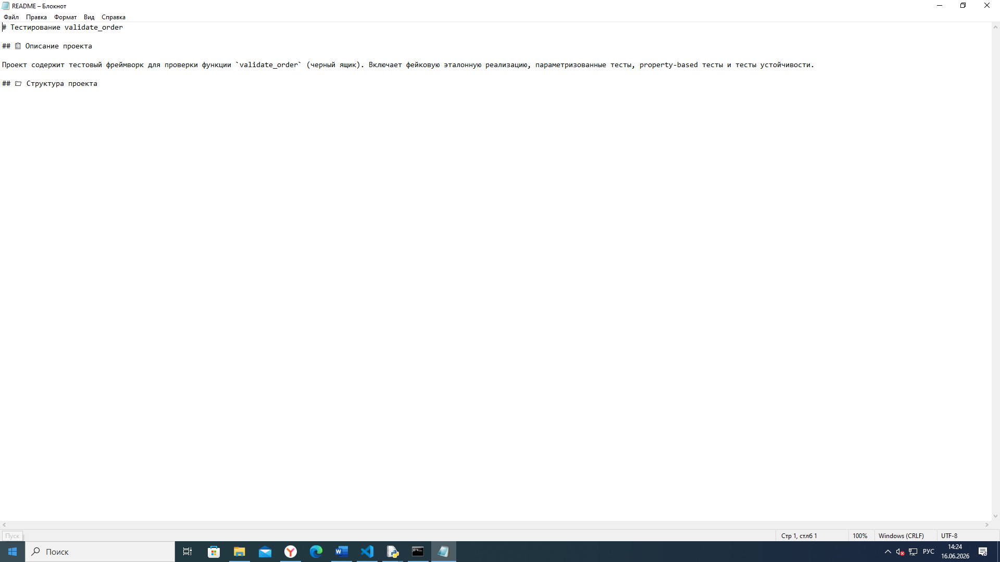 README – Блокнот
Файл Правка Формат Вид Справка
# Тестирование validate_order
## 📋 Описание проекта
Проект содержит тестовый фреймворк для проверки функции `validate_order` (черный ящик). Включает фейковую эталонную реализацию, параметризованные тесты, property-based тесты и тесты устойчивости.
## 📁 Структура проекта
Пуск
Стр 1, стлб 1 100% Windows (CRLF) UTF-8
Поиск
РУС
14:24
16.06.2026